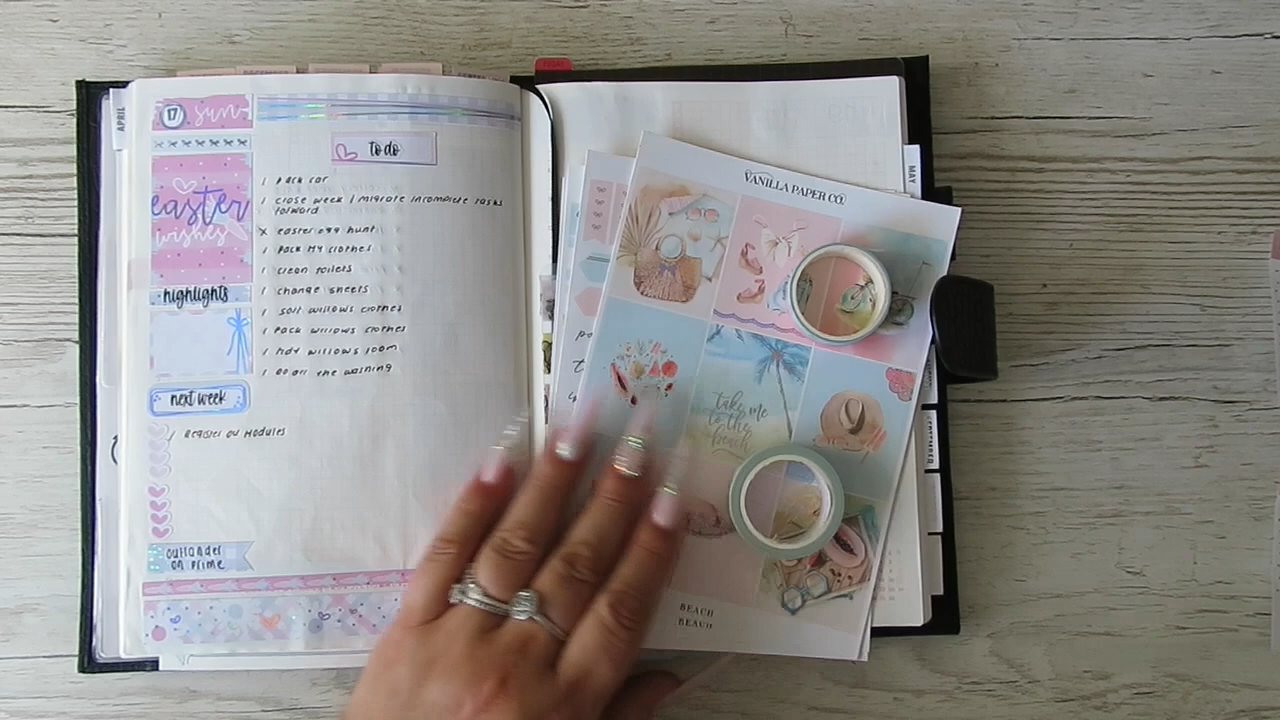 APRIL
17 sun
to do
/ Pack car
/ close week / migrate incomplete tasks
forward
easter
wishes
x easter egg hunt
/ Pack my clothes
/ clean toilets
highlights
/ change sheets
/ sort willows clothes
/ Pack willows clothes
/ tidy willows room
/ do all the washing
next week
/ Register OU Modules
outlander
on prime
MAY
VANILLA PAPER CO.
take me
to the
beach
BEACH
BEACH